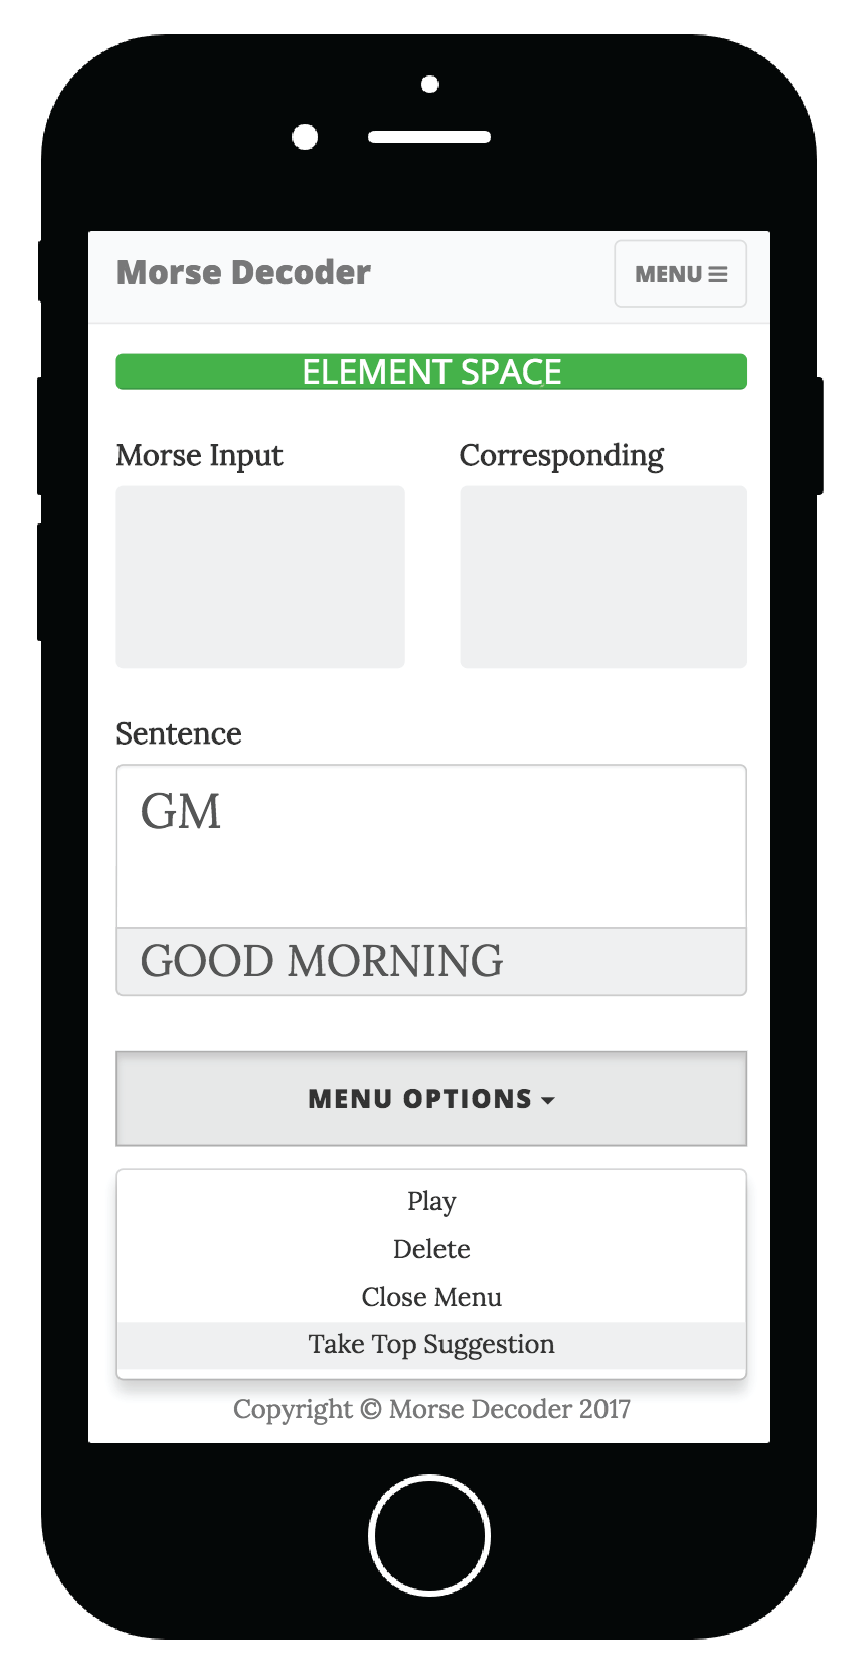 Morse Decoder
MENU
ELEMENT SPACE
Morse Input
Corresponding
Sentence
GM
GOOD MORNING
MENU OPTIONS
Play
Delete
Close Menu
Take Top Suggestion
Copyright © Morse Decoder 2017